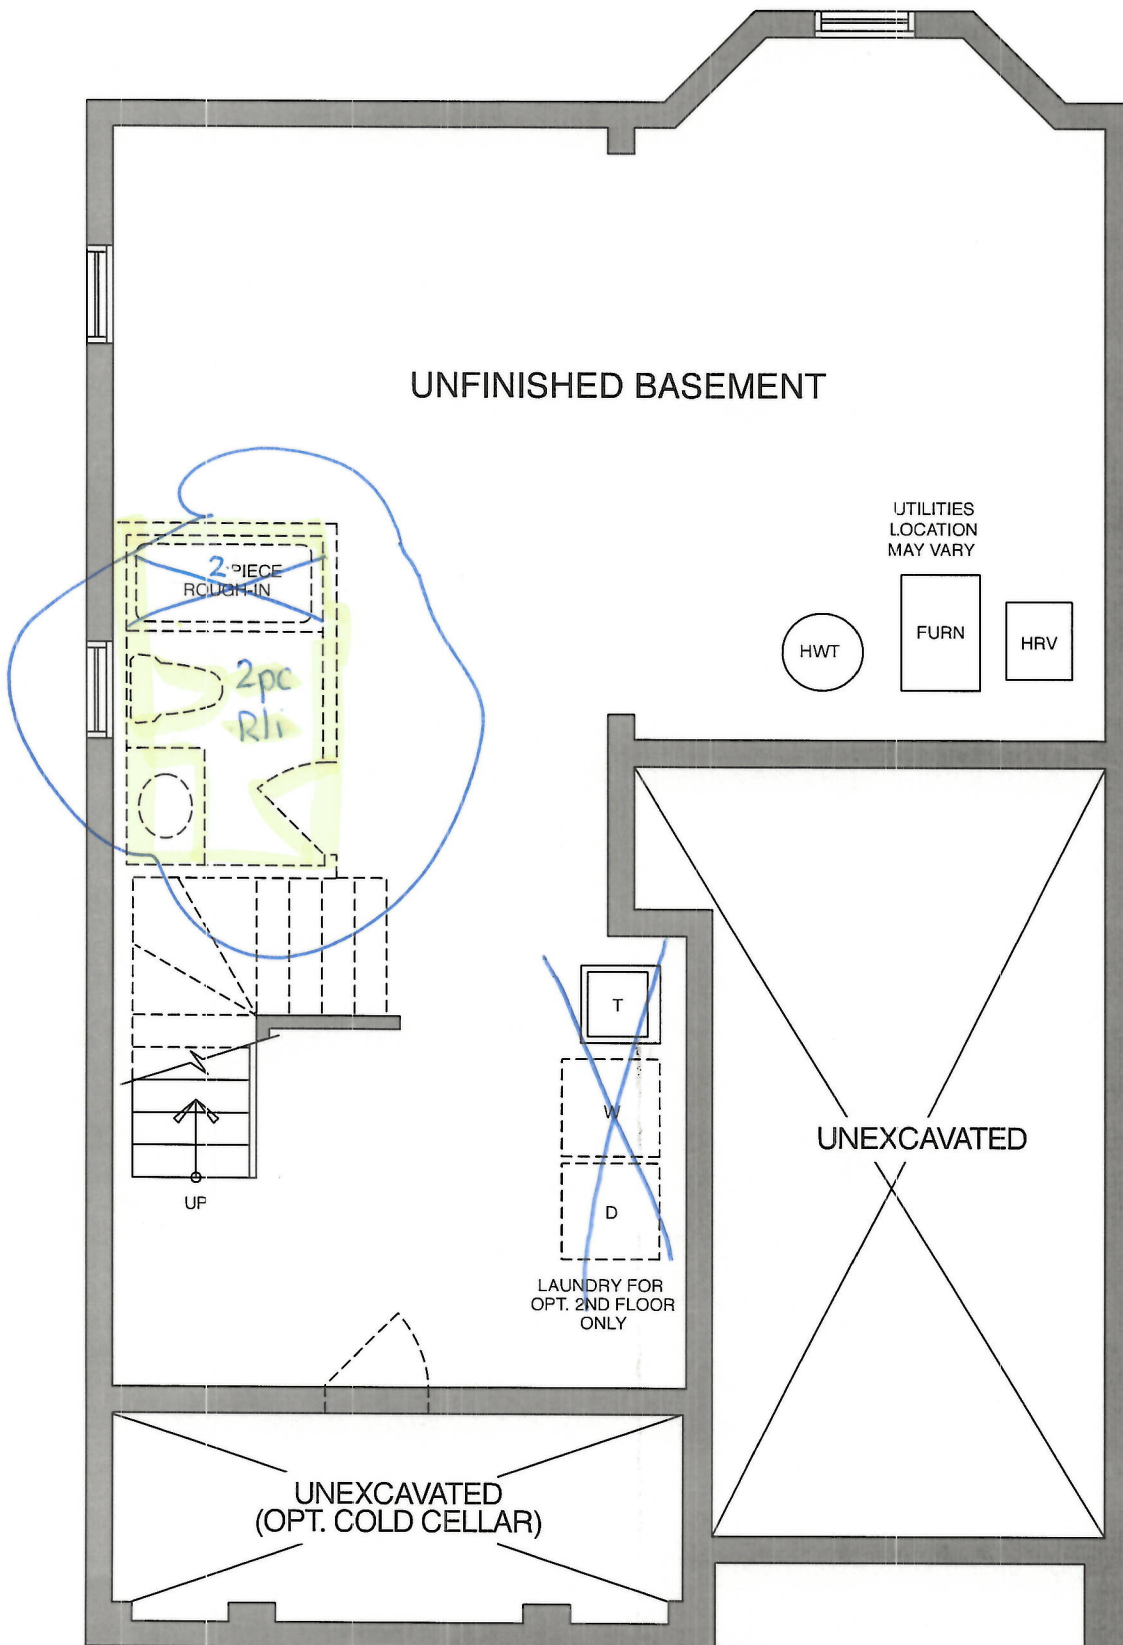 UNFINISHED BASEMENT
UTILITIES
LOCATION
MAY VARY
2-PIECE
ROUGH-IN
HWT
FURN
HRV
2pc
R/i
T
W
D
UNEXCAVATED
UP
LAUNDRY FOR
OPT. 2ND FLOOR
ONLY
UNEXCAVATED
(OPT. COLD CELLAR)